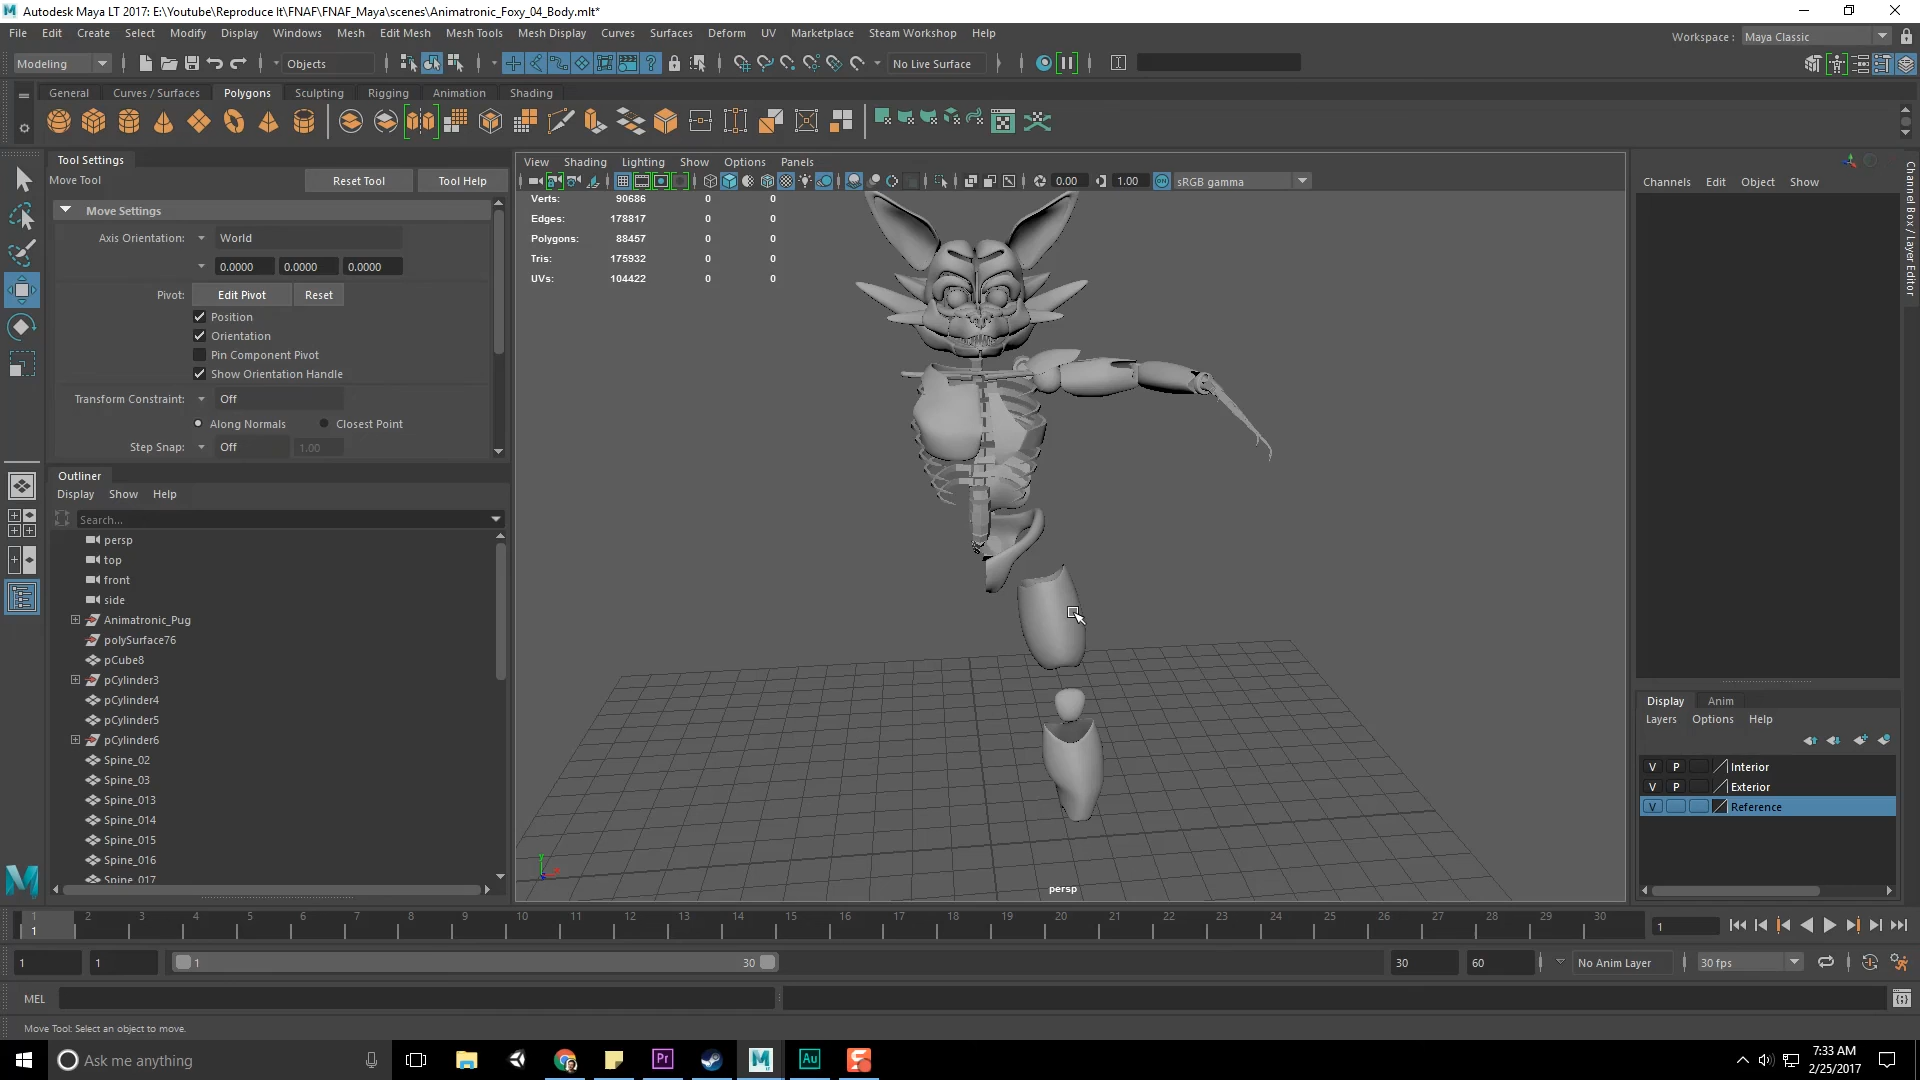 Autodesk Maya LT 2017: E:\Youtube\Reproduce It\FNAF\FNAF_Maya\scenes\Animatronic_Foxy_04_Body.mlt*
File Edit Create Select Modify Display Windows Mesh Edit Mesh Mesh Tools Mesh Display Curves Surfaces Deform UV Marketplace Steam Workshop Help
Workspace : Maya Classic
Modeling Objects No Live Surface
General Curves / Surfaces Polygons Sculpting Rigging Animation Shading
Tool Settings
Move Tool Reset Tool Tool Help
Move Settings
Axis Orientation: World
0.0000 0.0000 0.0000
Pivot: Edit Pivot Reset
Position
Orientation
Pin Component Pivot
Show Orientation Handle
Transform Constraint: Off
Along Normals Closest Point
Step Snap: Off 1.00
Outliner
Display Show Help
Search...
persp
top
front
side
Animatronic_Pug
polySurface76
pCube8
pCylinder3
pCylinder4
pCylinder5
pCylinder6
Spine_02
Spine_03
Spine_013
Spine_014
Spine_015
Spine_016
Spine_017
View Shading Lighting Show Options Panels
0.00 1.00 ON sRGB gamma
Verts: 90686 0 0
Edges: 178817 0 0
Polygons: 88457 0 0
Tris: 175932 0 0
UVs: 104422 0 0
persp
Channels Edit Object Show
Channel Box / Layer Editor
Display Anim
Layers Options Help
V P Interior
V P Exterior
V Reference
1 2 3 4 5 6 7 8 9 10 11 12 13 14 15 16 17 18 19 20 21 22 23 24 25 26 27 28 29 30
1 1
1 1 1 30 30 60 No Anim Layer 30 fps
MEL
Move Tool: Select an object to move.
Ask me anything
Pr
M
Au
S
7:33 AM
2/25/2017